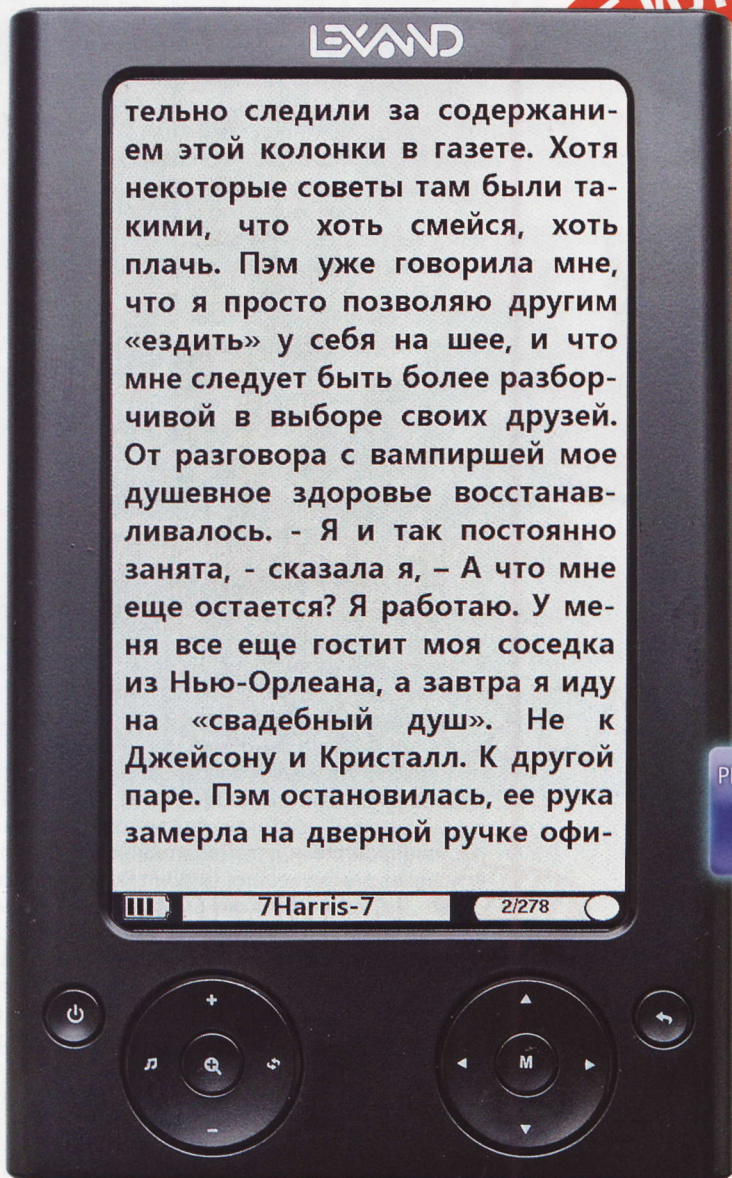 LEXAND
тельно следили за содержани-
ем этой колонки в газете. Хотя
некоторые советы там были та-
кими, что хоть смейся, хоть
плачь. Пэм уже говорила мне,
что я просто позволяю другим
«ездить» у себя на шее, и что
мне следует быть более разбор-
чивой в выборе своих друзей.
От разговора с вампиршей мое
душевное здоровье восстанав-
ливалось. - Я и так постоянно
занята, - сказала я, – А что мне
еще остается? Я работаю. У ме-
ня все еще гостит моя соседка
из Нью-Орлеана, а завтра я иду
на «свадебный душ». Не к
Джейсону и Кристалл. К другой
паре. Пэм остановилась, ее рука
замерла на дверной ручке офи-
7Harris-7 2/278
M